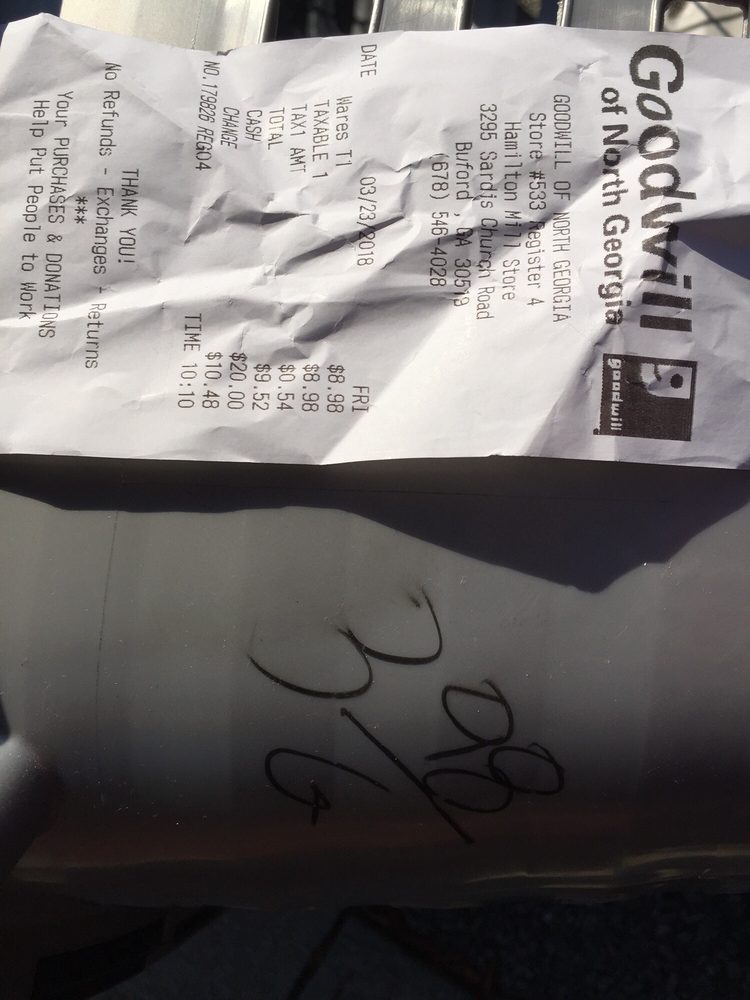 Goodwill
of North Georgia
goodwill
GOODWILL OF NORTH GEORGIA
Store #533 Register 4
Hamilton Mill Store
3295 Sardis Church Road
Buford , GA 30519
(678) 546-4028
DATE 03/23/2018 FRI
Wares T1 $8.98
TAXABLE 1 $8.98
TAX1 AMT $0.54
TOTAL $9.52
CASH $20.00
CHANGE $10.48
NO.179826 REG04 TIME 10:10
THANK YOU!
***
No Refunds - Exchanges - Returns
Your PURCHASES & DONATIONS
Help Put People to Work
98
3/
G